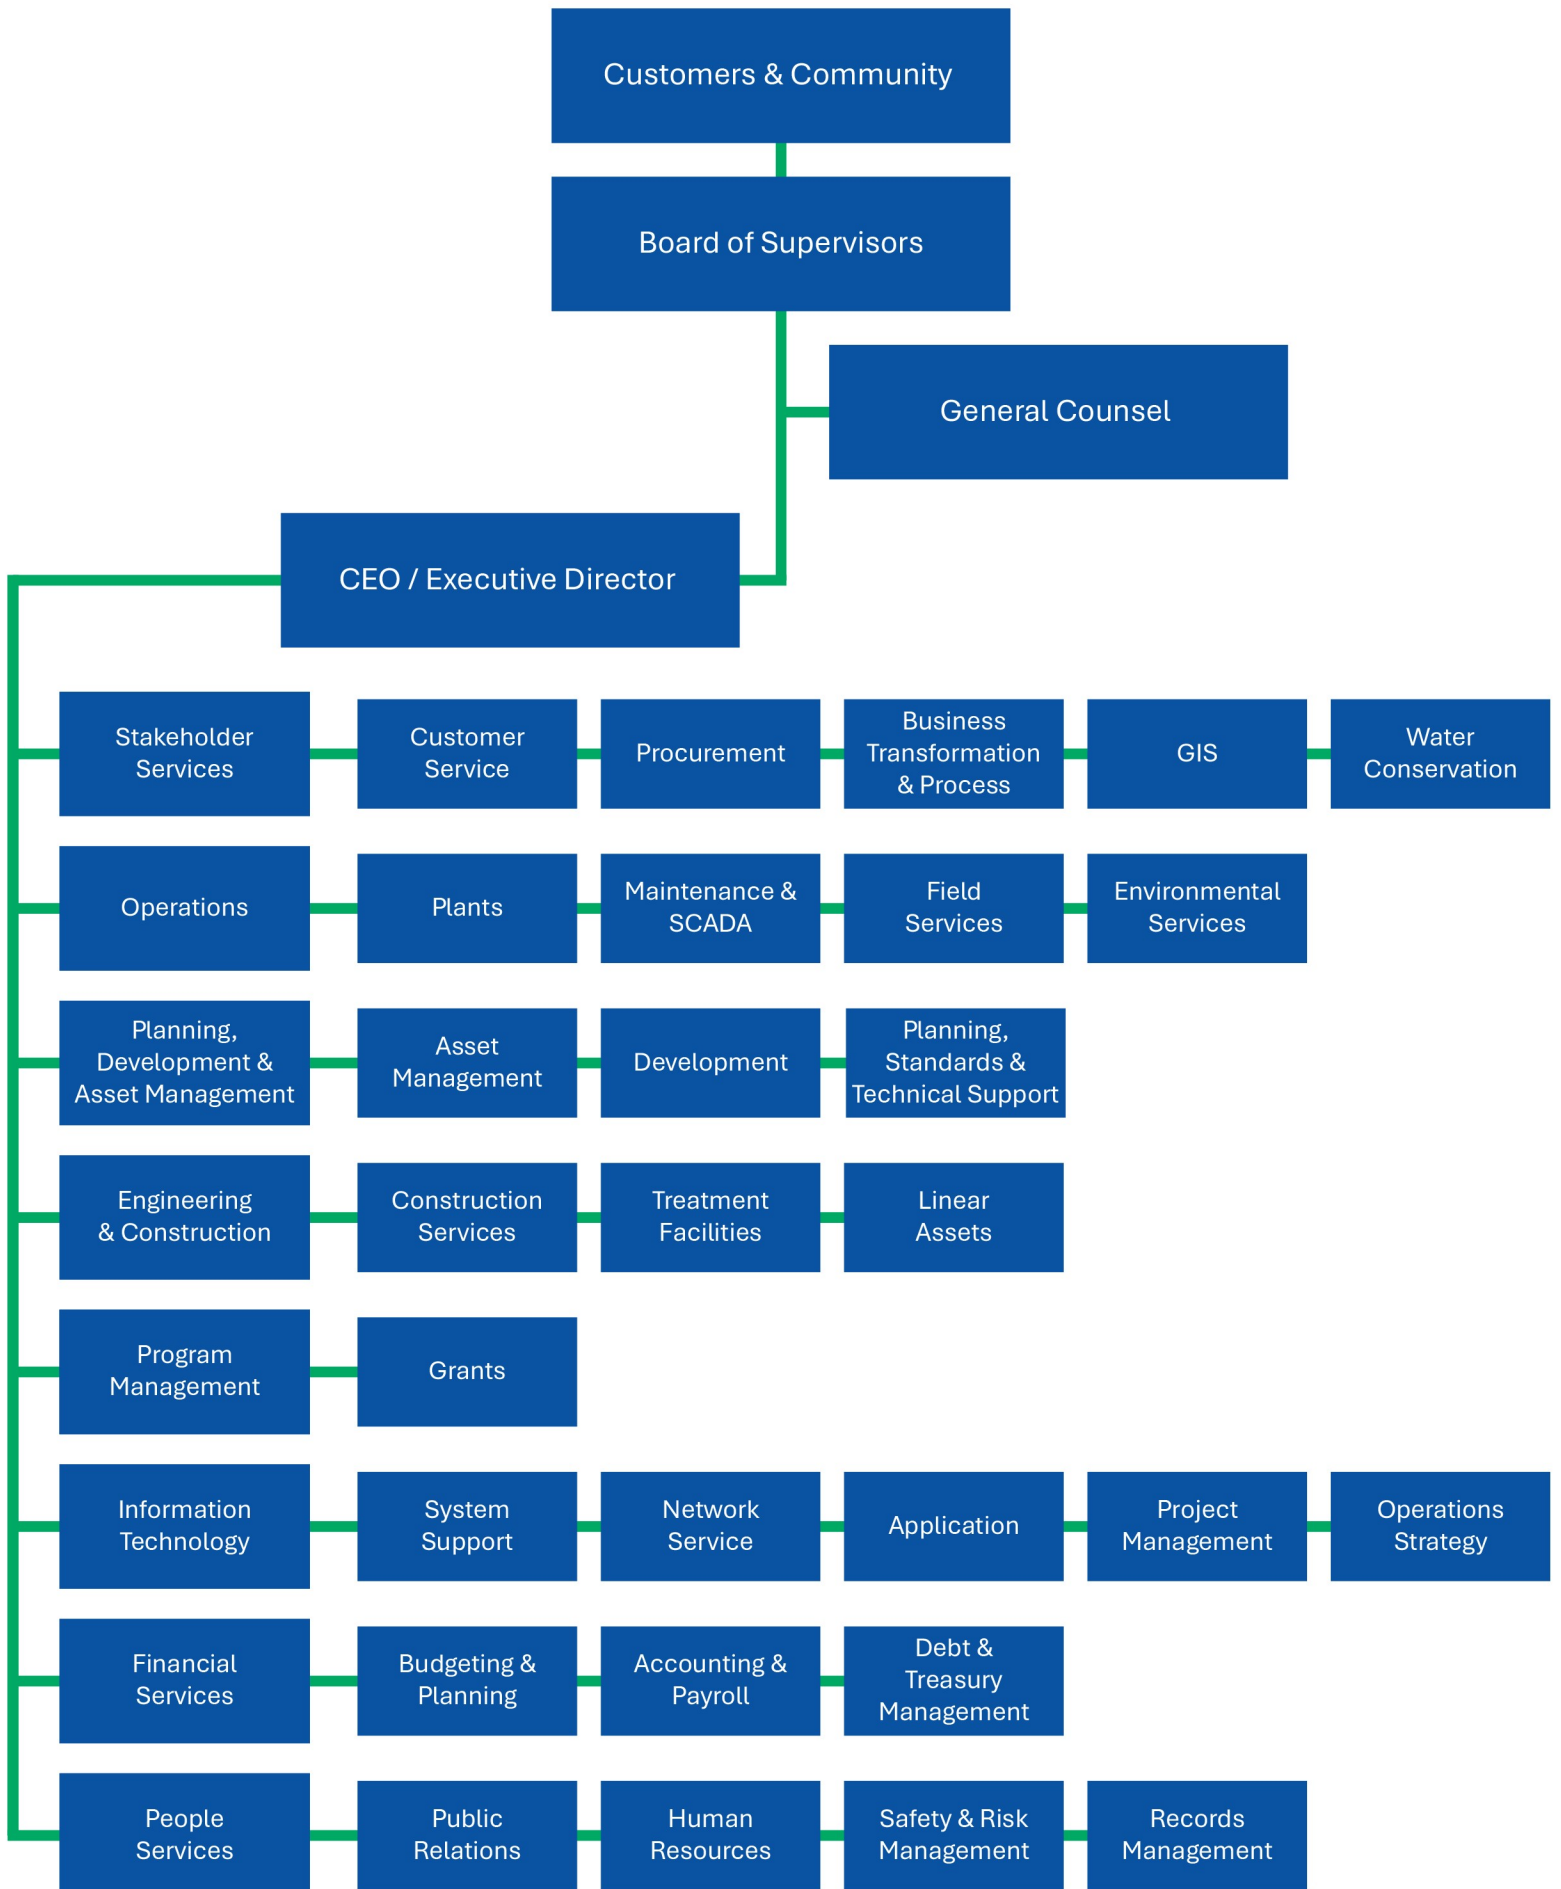 Customers & Community
Board of Supervisors
General Counsel
CEO / Executive Director
Stakeholder
Services
Customer
Service
Procurement
Business
Transformation
& Process
GIS
Water
Conservation
Operations
Plants
Maintenance &
SCADA
Field
Services
Environmental
Services
Planning,
Development &
Asset Management
Asset
Management
Development
Planning,
Standards &
Technical Support
Engineering
& Construction
Construction
Services
Treatment
Facilities
Linear
Assets
Program
Management
Grants
Information
Technology
System
Support
Network
Service
Application
Project
Management
Operations
Strategy
Financial
Services
Budgeting &
Planning
Accounting &
Payroll
Debt &
Treasury
Management
People
Services
Public
Relations
Human
Resources
Safety & Risk
Management
Records
Management